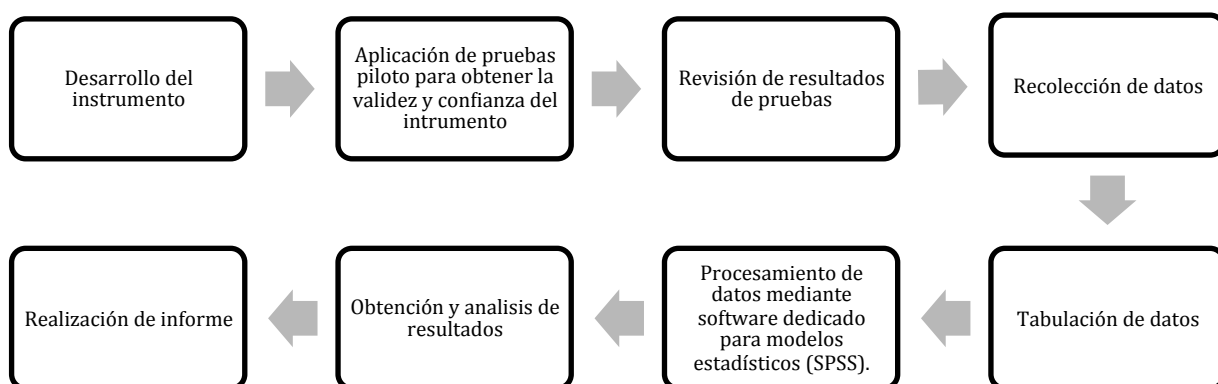 Desarrollo del
instrumento
Aplicación de pruebas
piloto para obtener la
validez y confianza del
intrumento
Revisión de resultados
de pruebas
Recolección de datos
Tabulación de datos
Procesamiento de
datos mediante
software dedicado
para modelos
estadísticos (SPSS).
Obtención y analisis de
resultados
Realización de informe